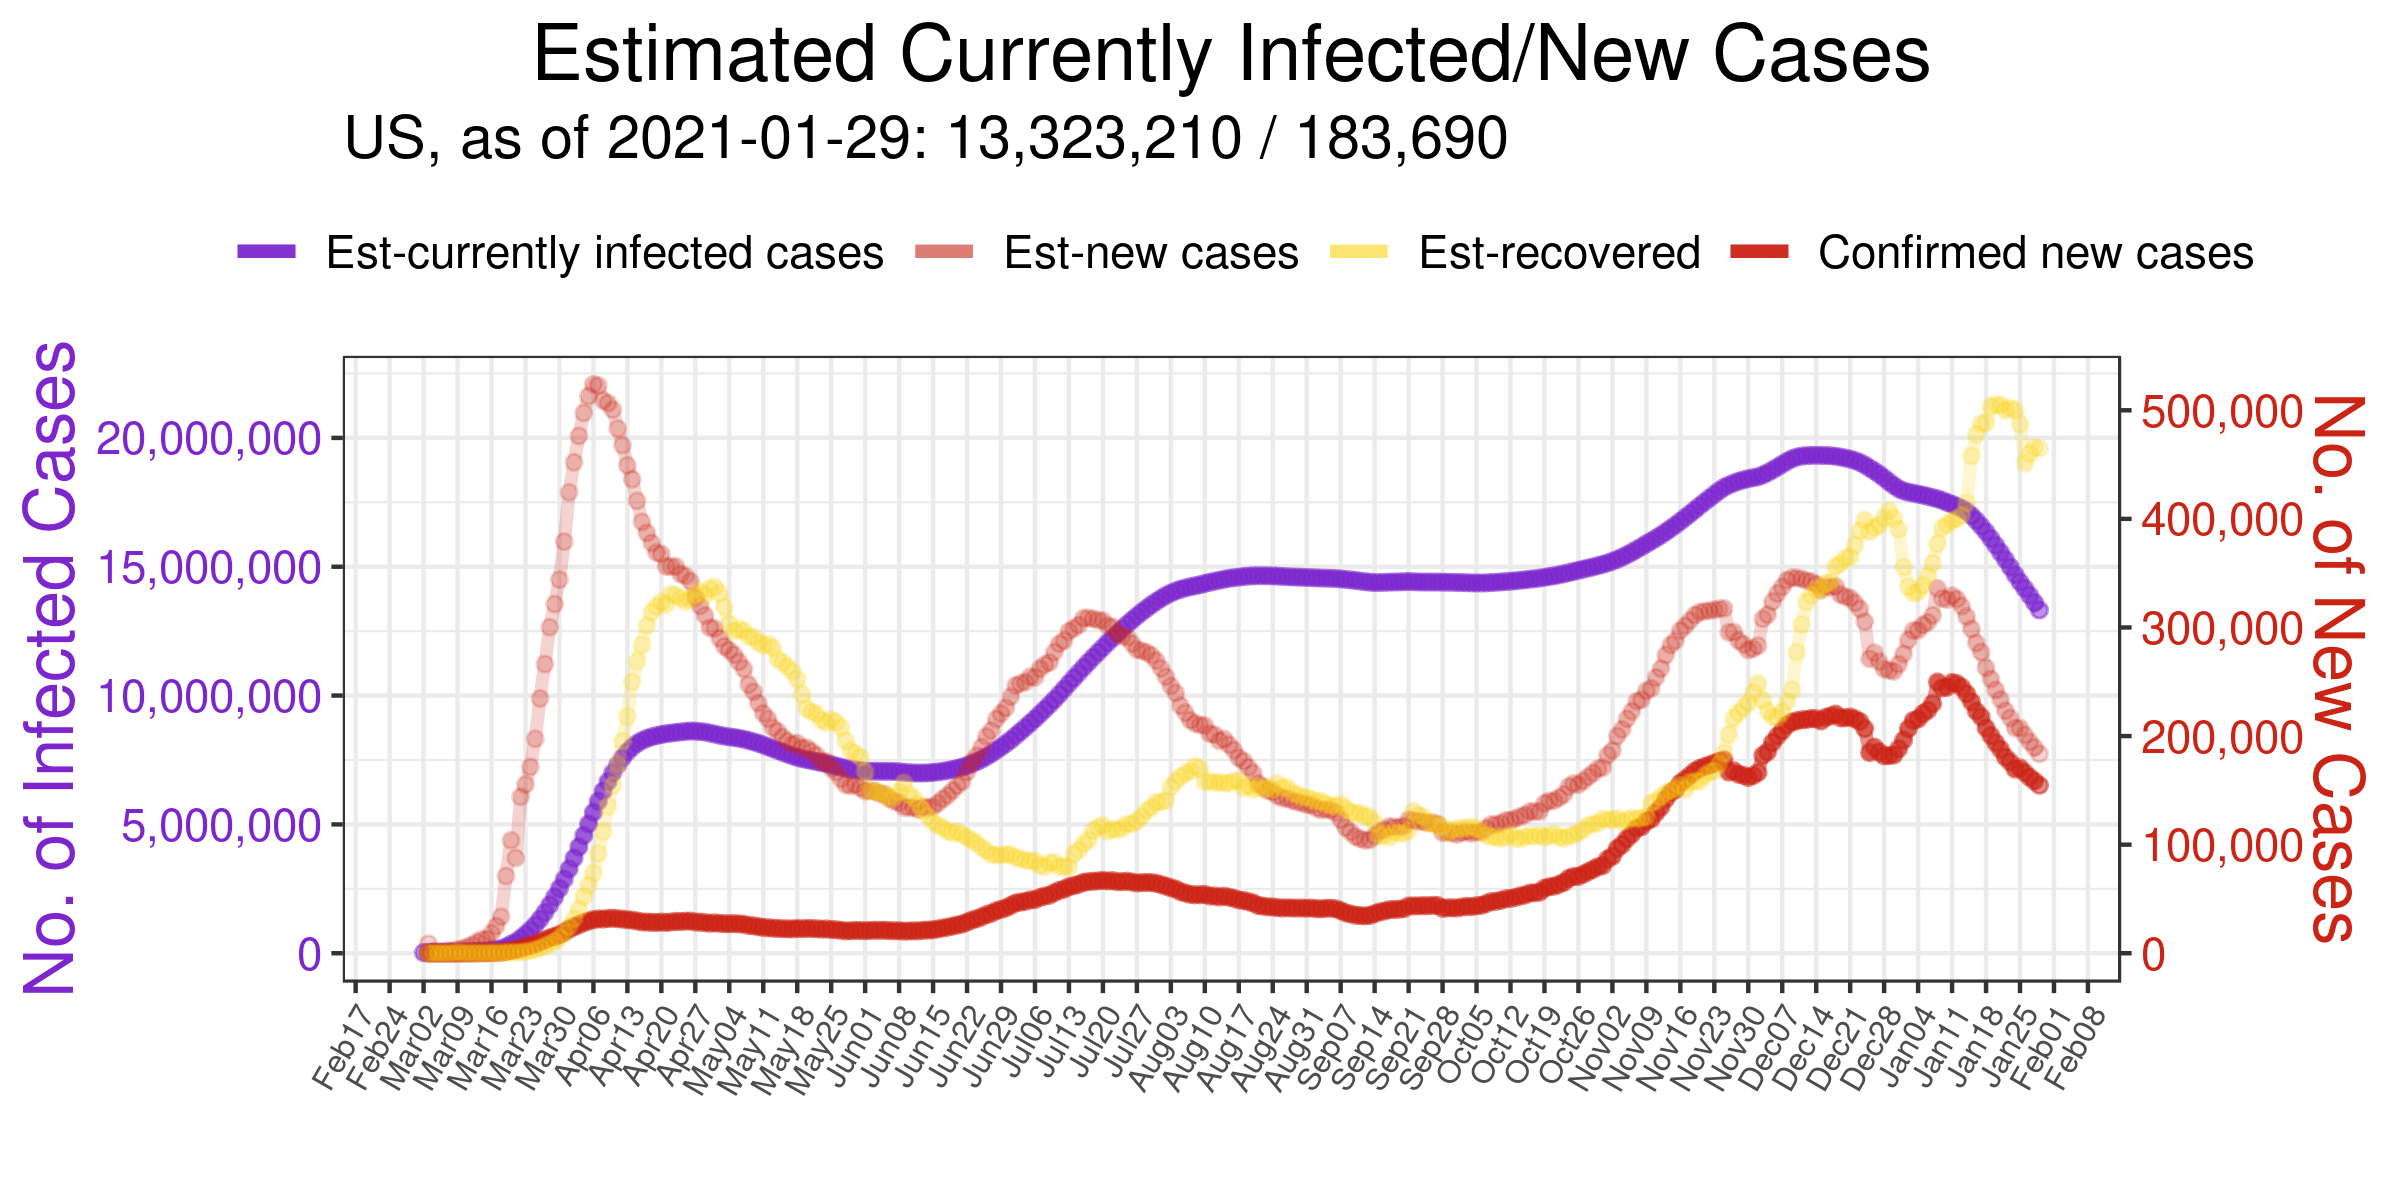 Estimated Currently Infected/New Cases
US, as of 2021-01-29: 13,323,210 / 183,690
Est-currently infected cases Est-new cases Est-recovered Confirmed new cases
No. of Infected Cases
20,000,000
15,000,000
10,000,000
5,000,000
0
500,000
400,000
300,000
200,000
100,000
0
No. of New Cases
Feb17 Feb24 Mar02 Mar09 Mar16 Mar23 Mar30 Apr06 Apr13 Apr20 Apr27 May04 May11 May18 May25 Jun01 Jun08 Jun15 Jun22 Jun29 Jul06 Jul13 Jul20 Jul27 Aug03 Aug10 Aug17 Aug24 Aug31 Sep07 Sep14 Sep21 Sep28 Oct05 Oct12 Oct19 Oct26 Nov02 Nov09 Nov16 Nov23 Nov30 Dec07 Dec14 Dec21 Dec28 Jan04 Jan11 Jan18 Jan25 Feb01 Feb08